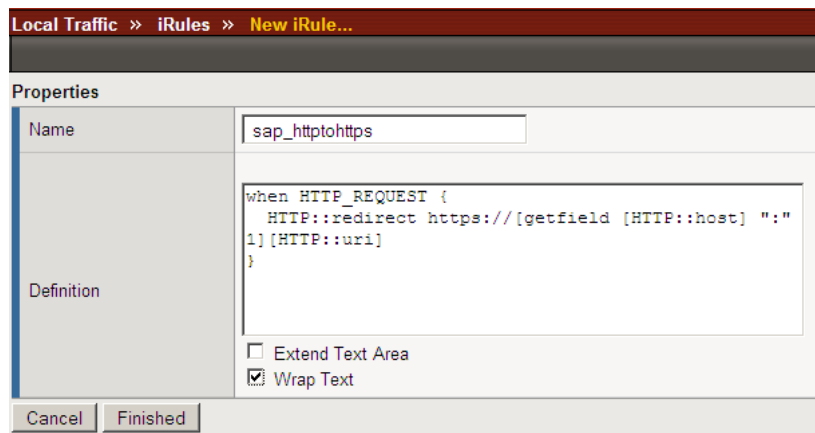 Local Traffic » iRules » New iRule...
Properties
Name
sap_httptohttps
Definition
when HTTP_REQUEST {
  HTTP::redirect https://[getfield [HTTP::host] ":"
1][HTTP::uri]
}
Extend Text Area
Wrap Text
Cancel Finished